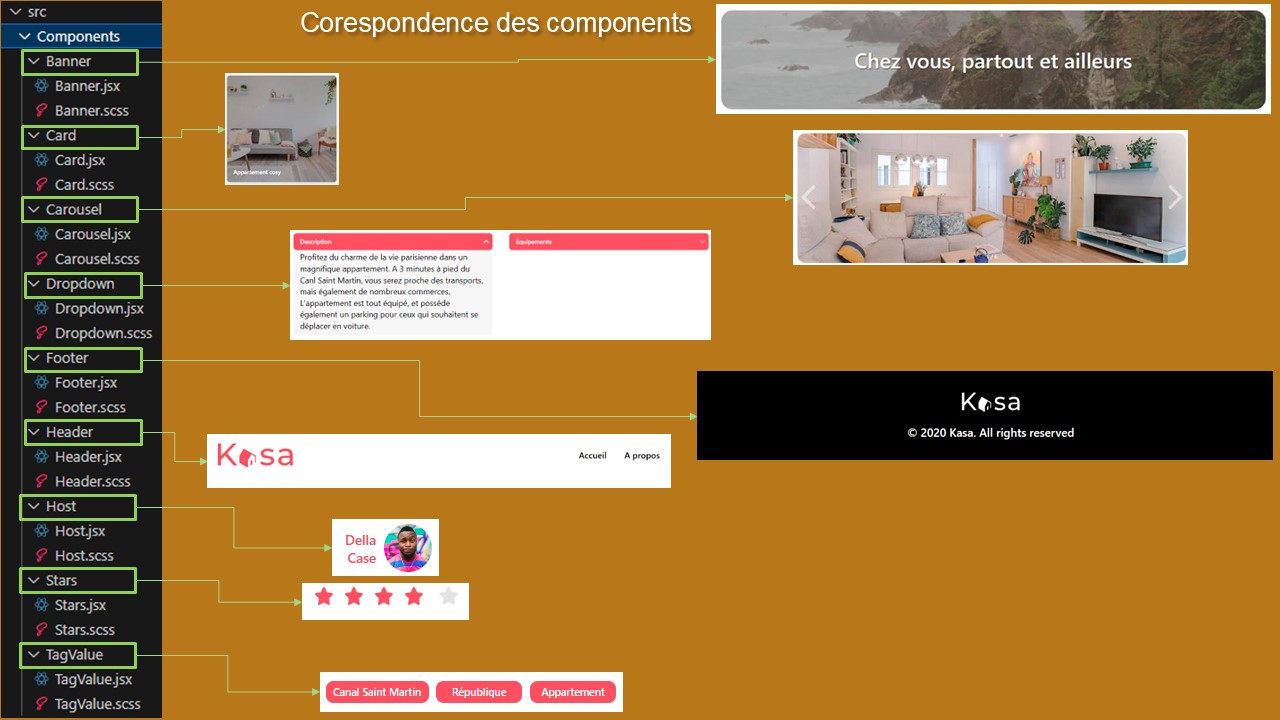 Corespondence des components
src
Components
Banner
Banner.jsx
Banner.scss
Card
Card.jsx
Card.scss
Carousel
Carousel.jsx
Carousel.scss
Dropdown
Dropdown.jsx
Dropdown.scss
Footer
Footer.jsx
Footer.scss
Header
Header.jsx
Header.scss
Host
Host.jsx
Host.scss
Stars
Stars.jsx
Stars.scss
TagValue
TagValue.jsx
TagValue.scss
Chez vous, partout et ailleurs
Appartement cosy
Description
Profitez du charme de la vie parisienne dans un
magnifique appartement. A 3 minutes à pied du
Canl Saint Martin, vous serez proche des transports,
mais également de nombreux commerces.
L'appartement est tout équipé, et possède
également un parking pour ceux qui souhaitent se
déplacer en voiture.
Equipements
Kasa
© 2020 Kasa. All rights reserved
Kasa
Accueil
A propos
Della
Case
Canal Saint Martin
République
Appartement